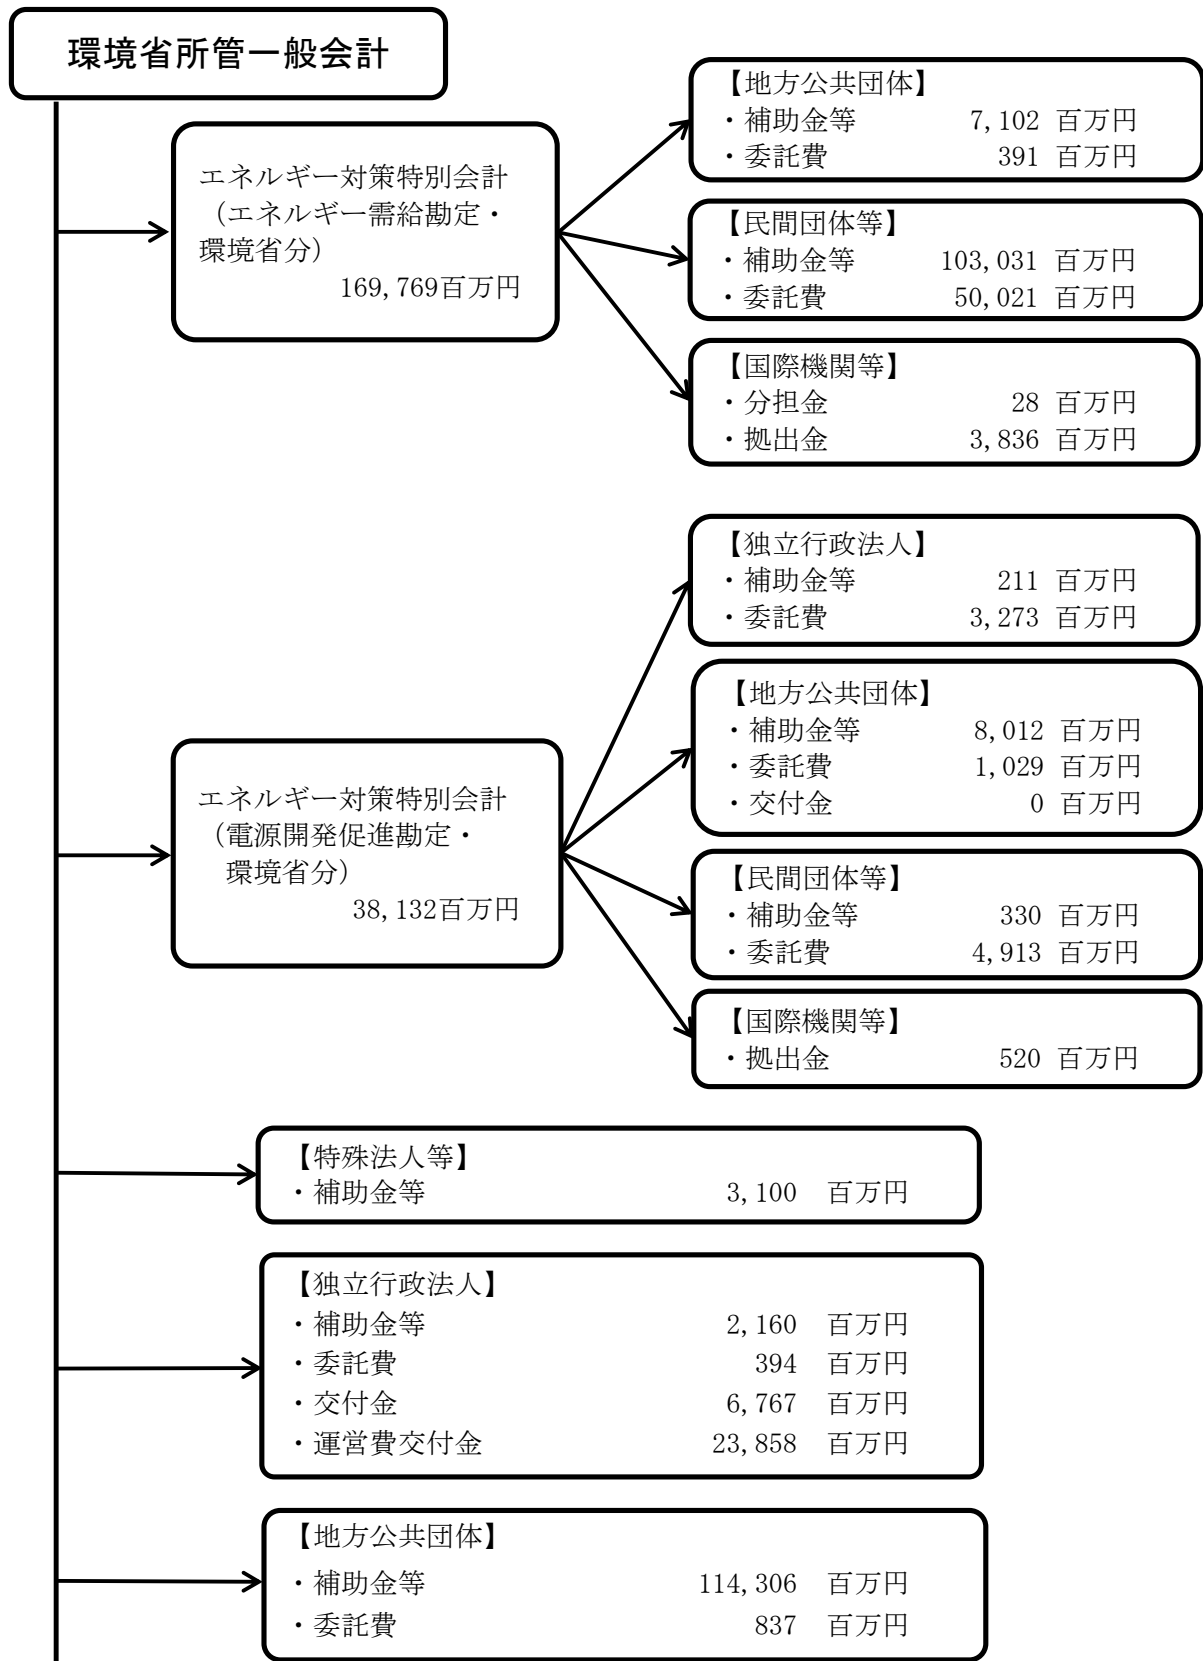 環境省所管一般会計
エネルギー対策特別会計
（エネルギー需給勘定・
環境省分）
169,769百万円
【地方公共団体】
・補助金等 7,102 百万円
・委託費 391 百万円
【民間団体等】
・補助金等 103,031 百万円
・委託費 50,021 百万円
【国際機関等】
・分担金 28 百万円
・拠出金 3,836 百万円
エネルギー対策特別会計
（電源開発促進勘定・
環境省分）
38,132百万円
【独立行政法人】
・補助金等 211 百万円
・委託費 3,273 百万円
【地方公共団体】
・補助金等 8,012 百万円
・委託費 1,029 百万円
・交付金 0 百万円
【民間団体等】
・補助金等 330 百万円
・委託費 4,913 百万円
【国際機関等】
・拠出金 520 百万円
【特殊法人等】
・補助金等 3,100 百万円
【独立行政法人】
・補助金等 2,160 百万円
・委託費 394 百万円
・交付金 6,767 百万円
・運営費交付金 23,858 百万円
【地方公共団体】
・補助金等 114,306 百万円
・委託費 837 百万円